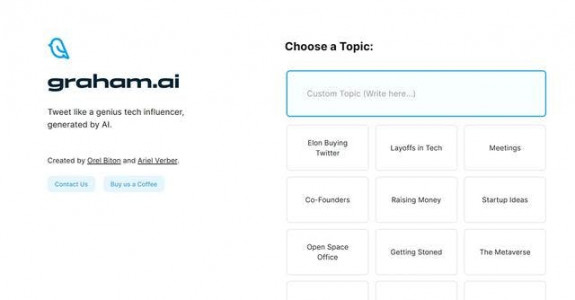 graham.ai
Tweet like a genius tech influencer,
generated by AI.
Created by Orel Biton and Ariel Verber.
Contact Us
Buy us a Coffee
Choose a Topic:
Custom Topic (Write here...)
Elon Buying
Twitter
Layoffs in Tech
Meetings
Co-Founders
Raising Money
Startup Ideas
Open Space
Office
Getting Stoned
The Metaverse